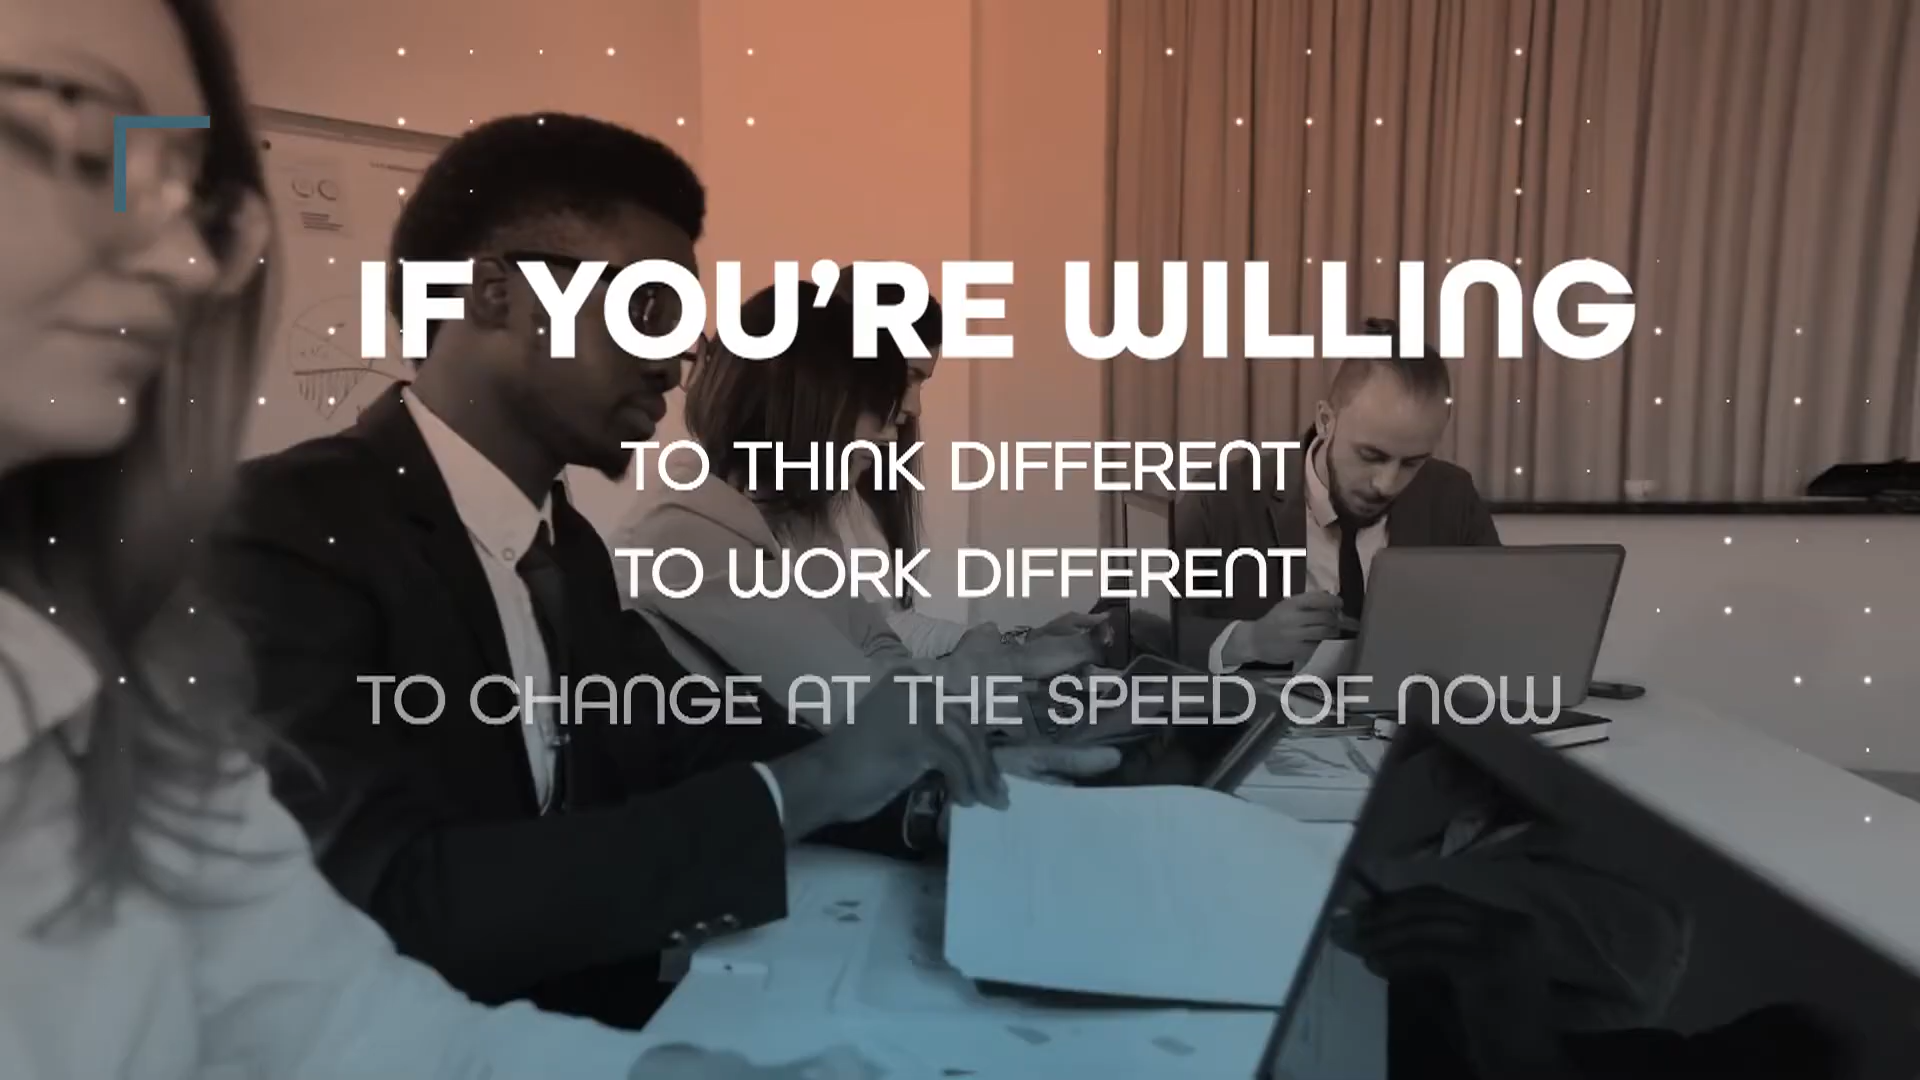 IF YOU'RE WILLING
TO THINK DIFFERENT
TO WORK DIFFERENT
TO CHANGE AT THE SPEED OF NOW